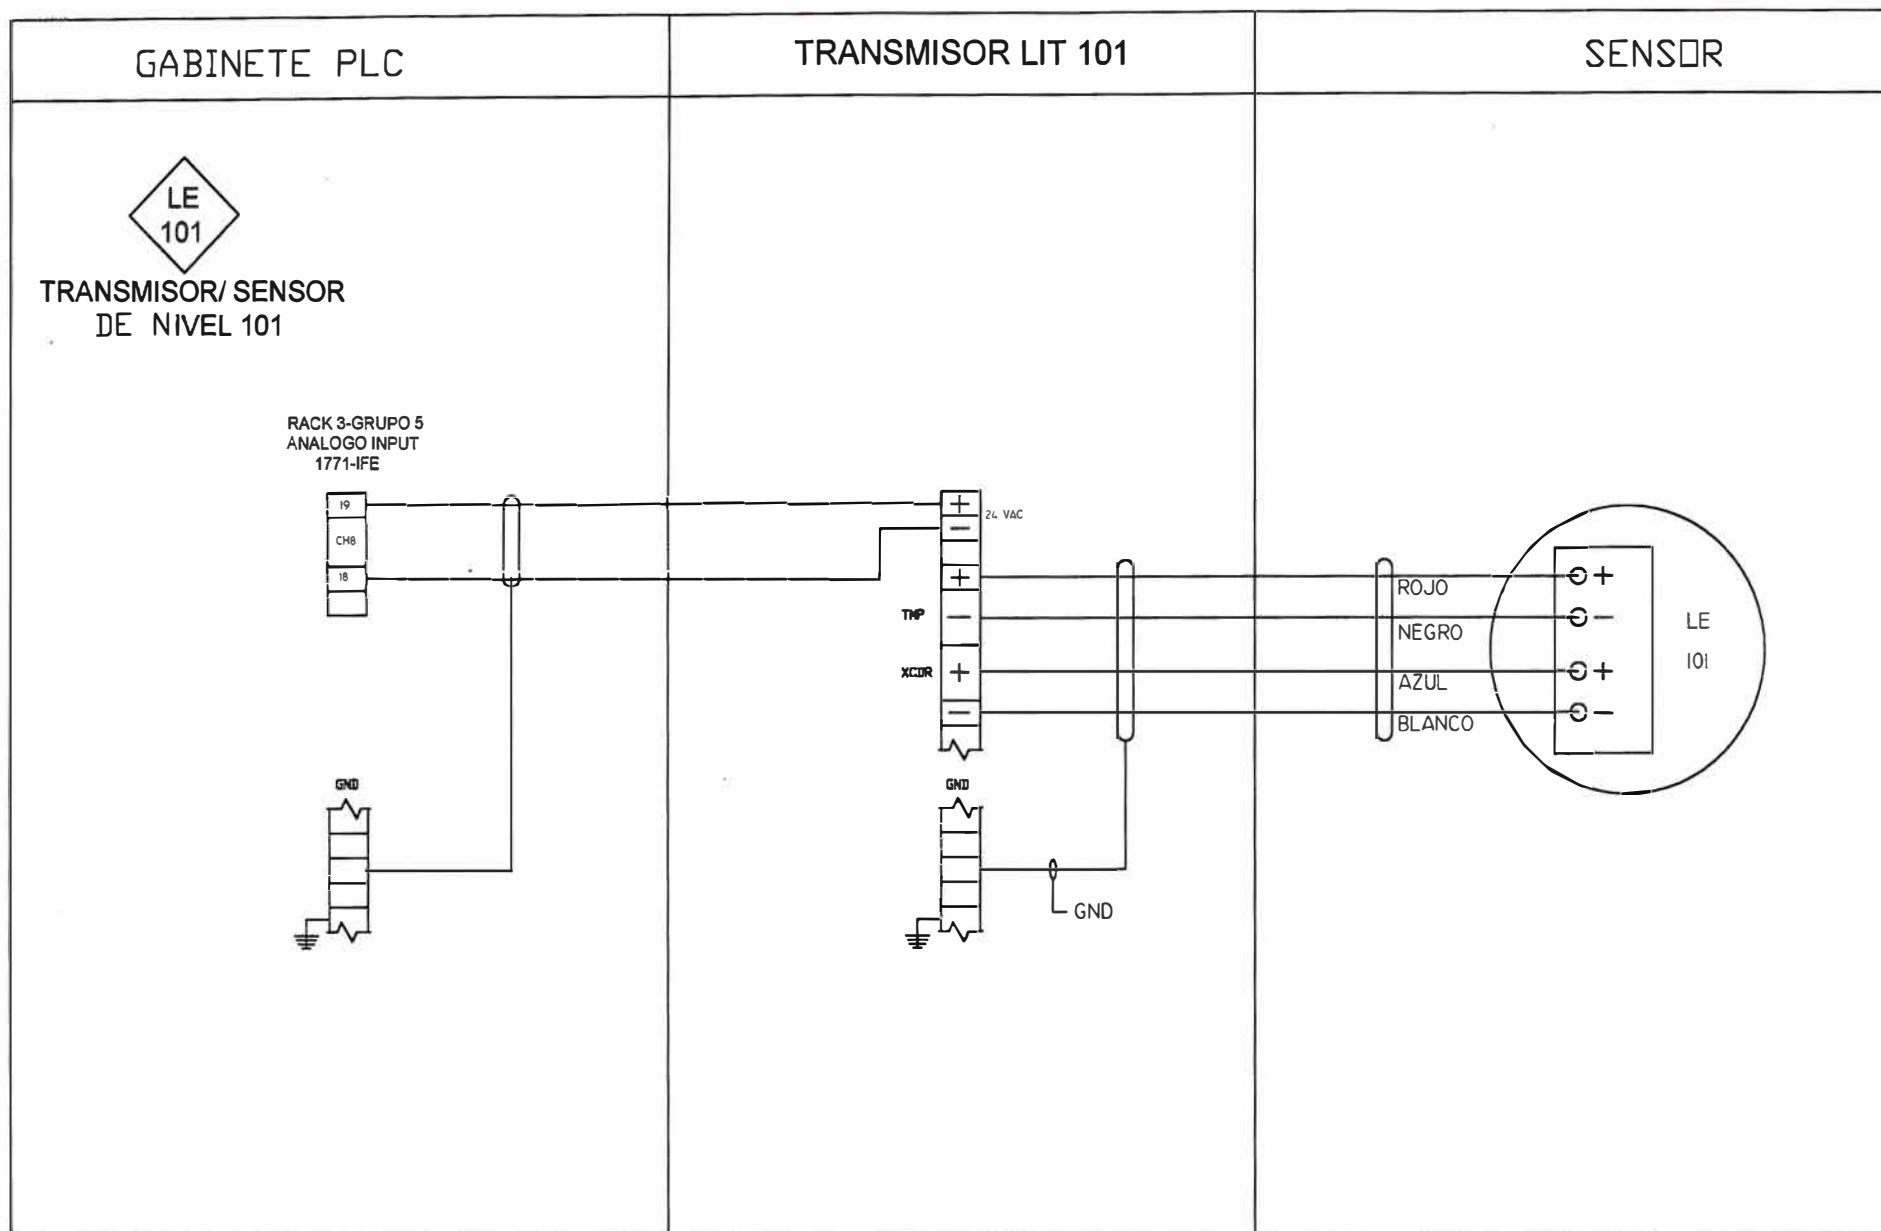 GABINETE PLC
TRANSMISOR LIT 101
SENSOR
LE
101
TRANSMISOR/ SENSOR
DE NIVEL 101
RACK 3-GRUPO 5
ANALOGO INPUT
1771-IFE
19
CH8
18
+
24 VAC
−
+
TMP
−
XCDR
+
−
ROJO
NEGRO
AZUL
BLANCO
+
−
+
−
LE
101
GND
GND
GND